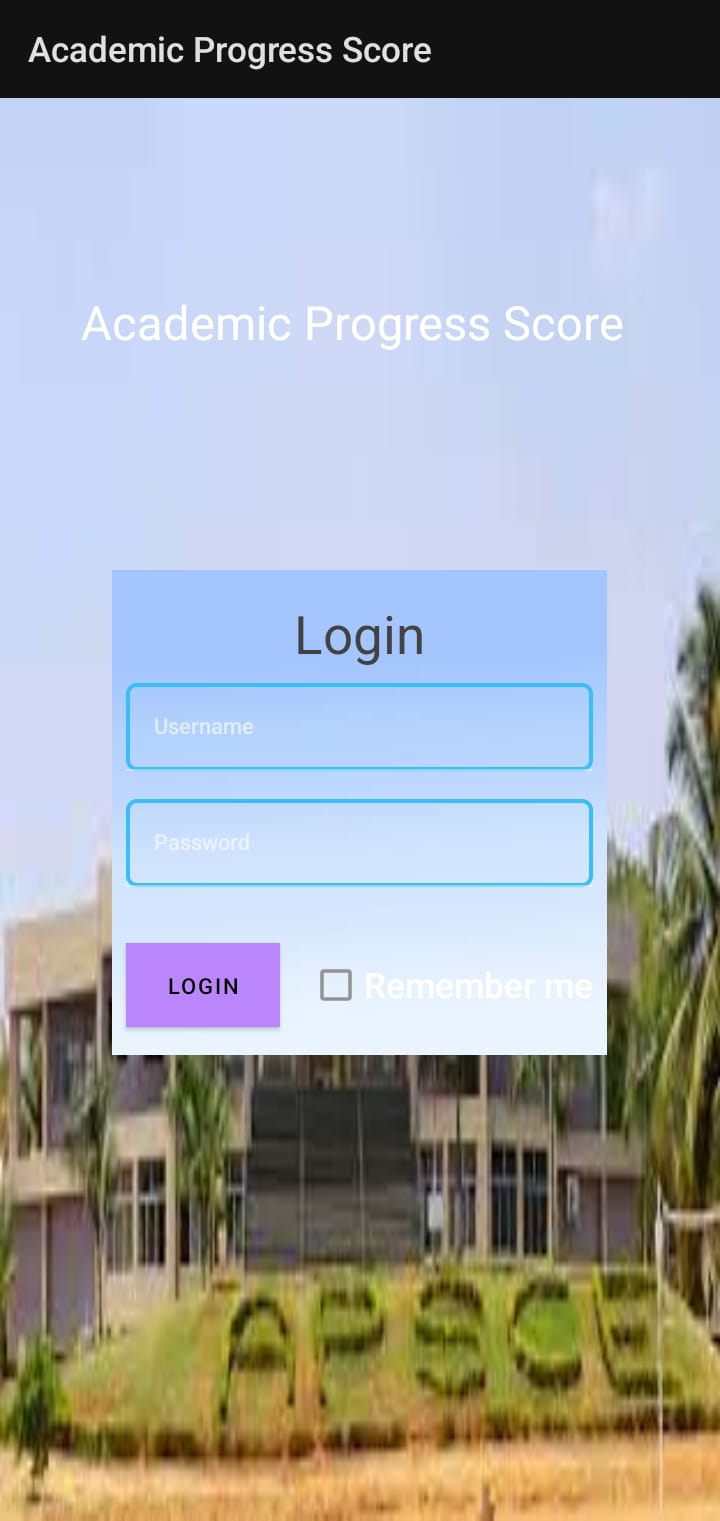 Academic Progress Score
Academic Progress Score
Login
Username
Password
LOGIN
Remember me
APSCE